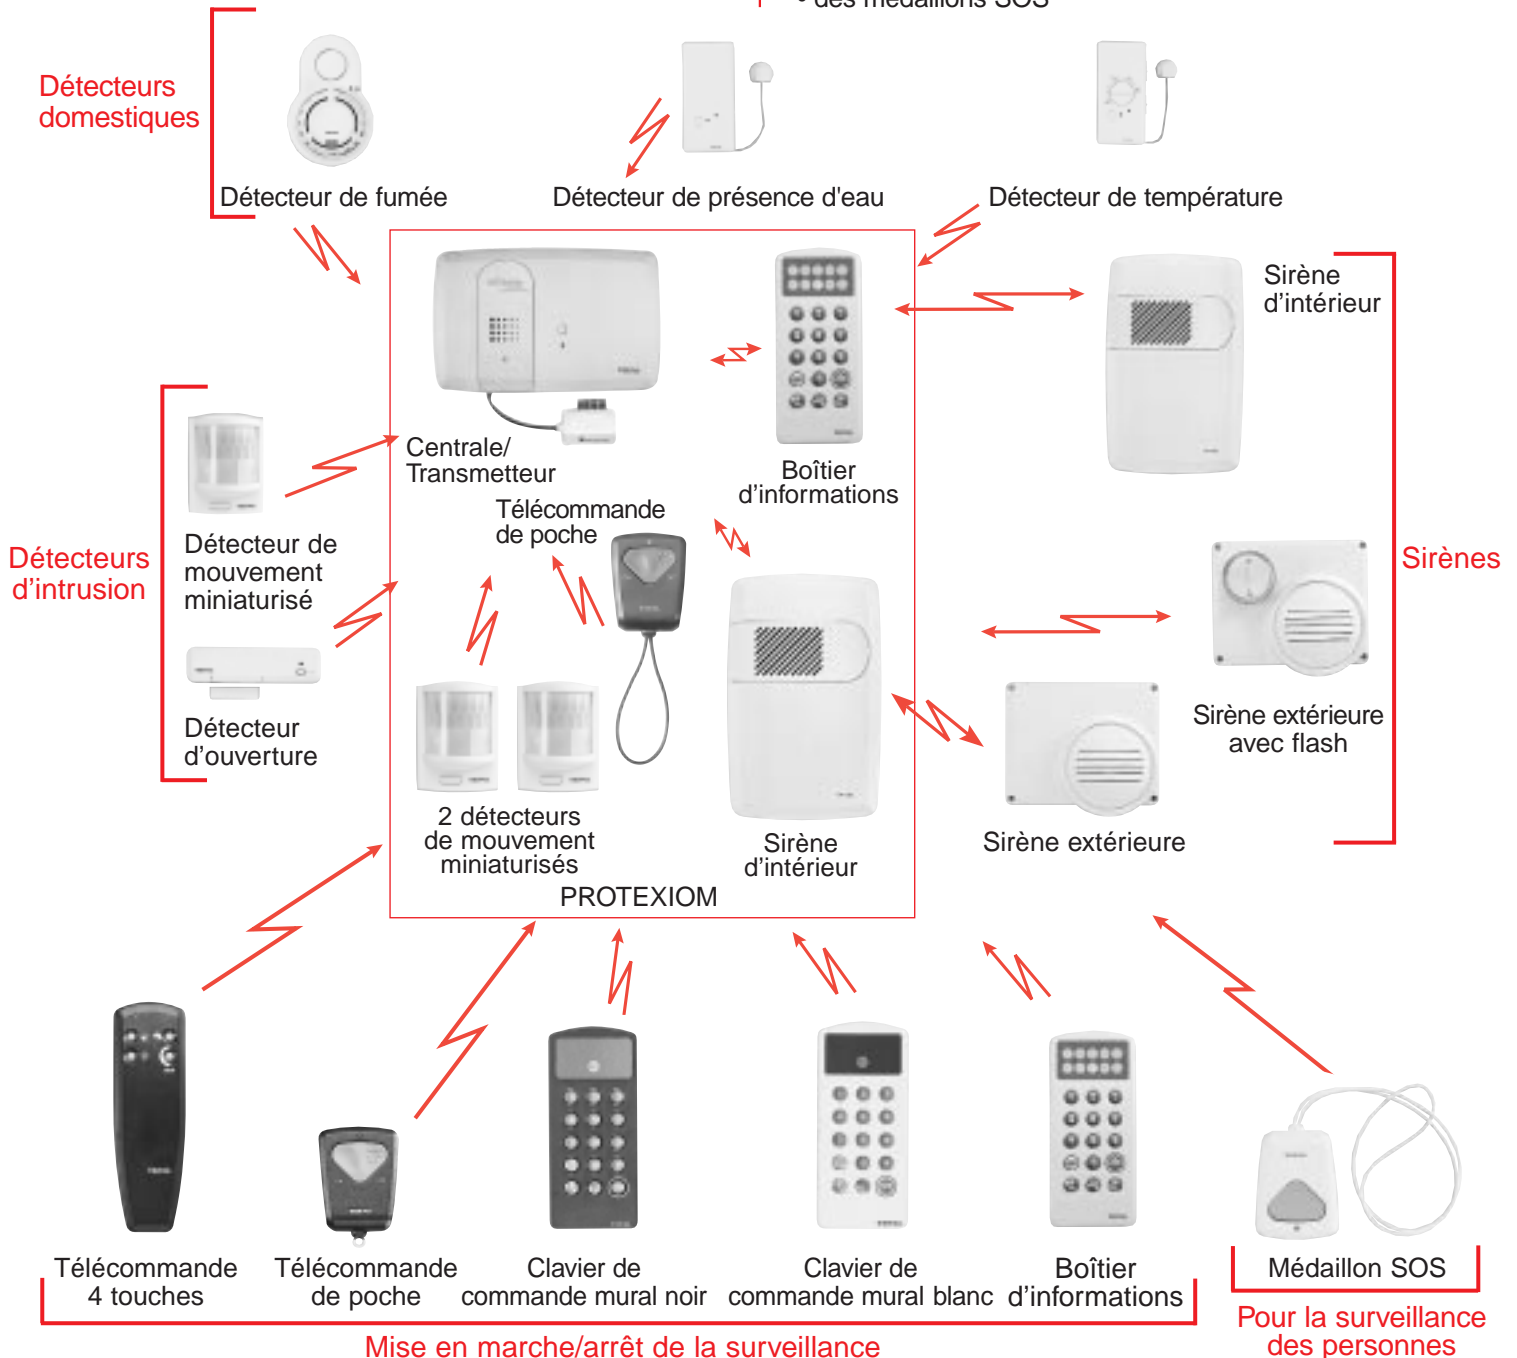 • des médaillons SOS
Détecteurs
domestiques
Détecteur de fumée
Détecteur de présence d'eau
Détecteur de température
Sirène
d'intérieur
Centrale/
Transmetteur
Boîtier
d'informations
Télécommande
de poche
Détecteurs
d'intrusion
Détecteur de
mouvement
miniaturisé
Détecteur
d'ouverture
Sirènes
Sirène extérieure
avec flash
2 détecteurs
de mouvement
miniaturisés
Sirène
d'intérieur
Sirène extérieure
PROTEXIOM
Télécommande
4 touches
Télécommande
de poche
Clavier de
commande mural noir
Clavier de
commande mural blanc
Boîtier
d'informations
Médaillon SOS
Mise en marche/arrêt de la surveillance
Pour la surveillance
des personnes